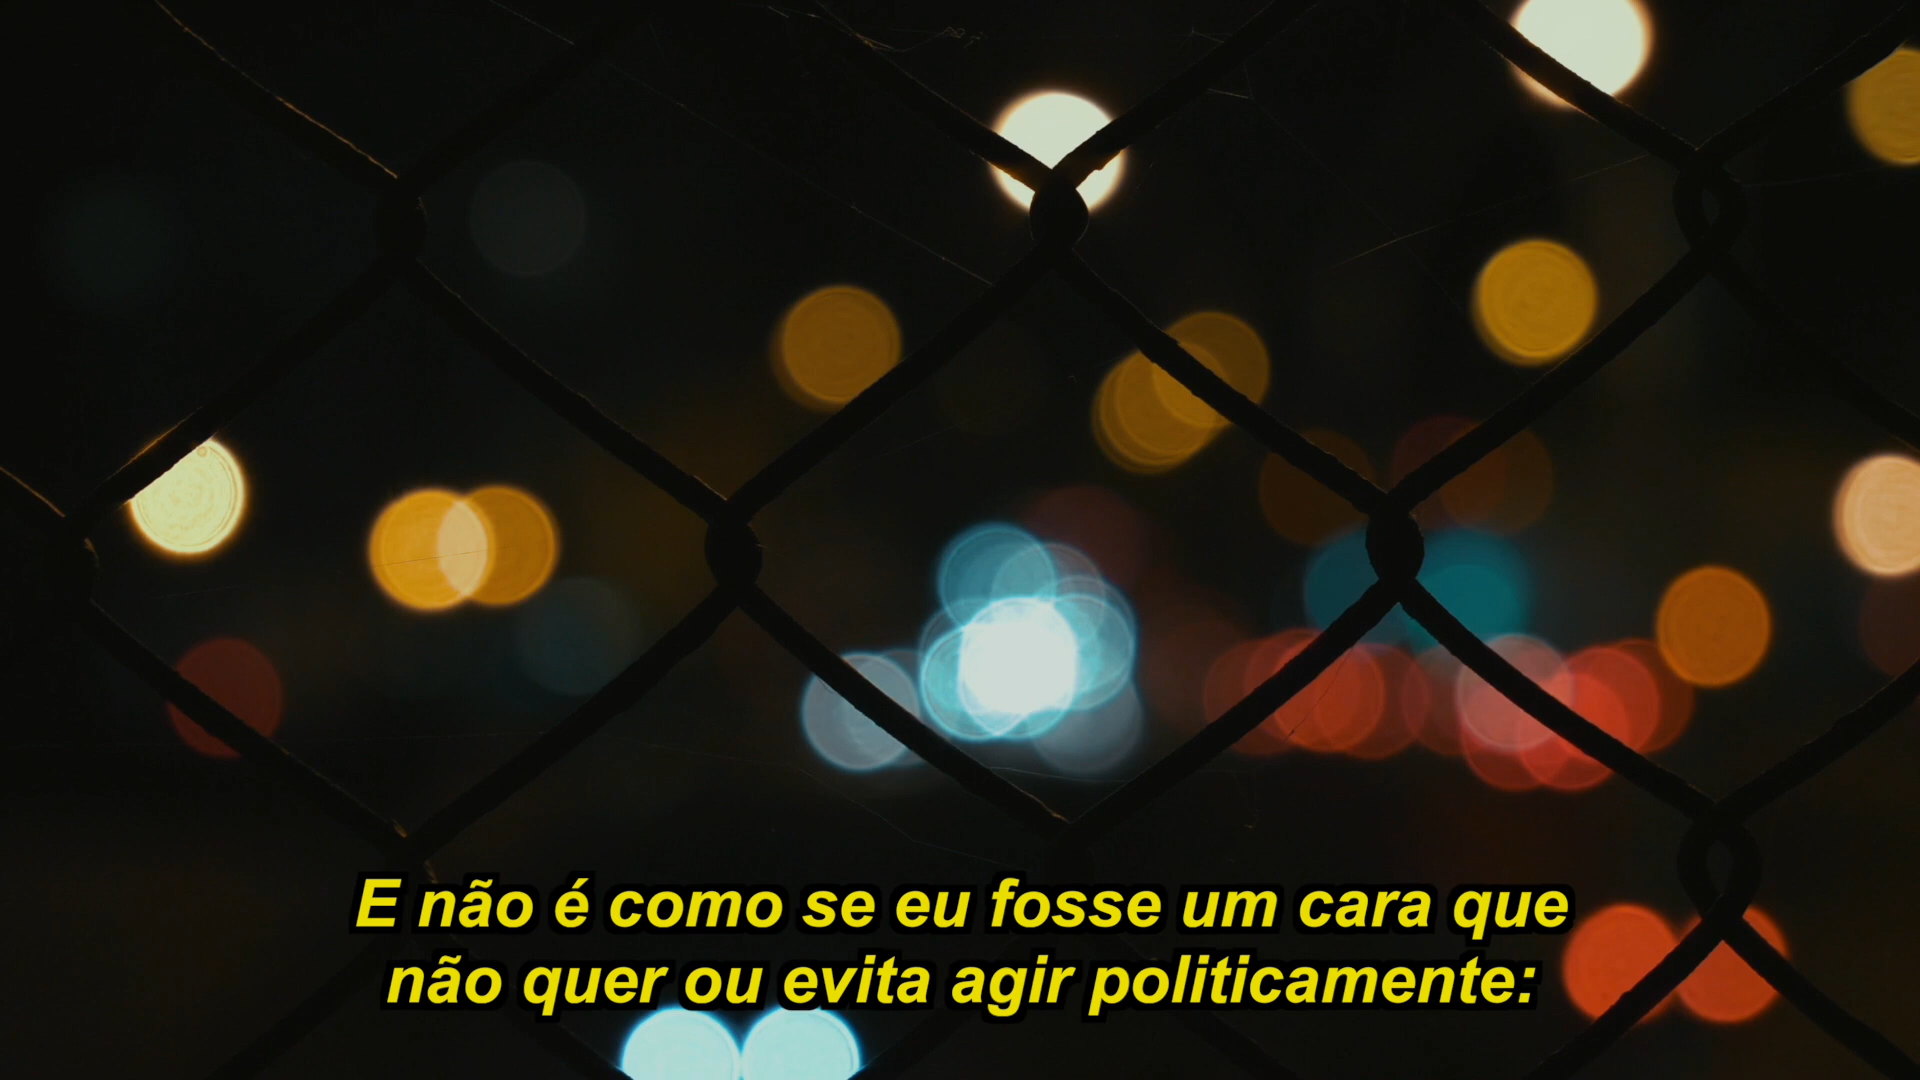 E não é como se eu fosse um cara que
não quer ou evita agir politicamente: